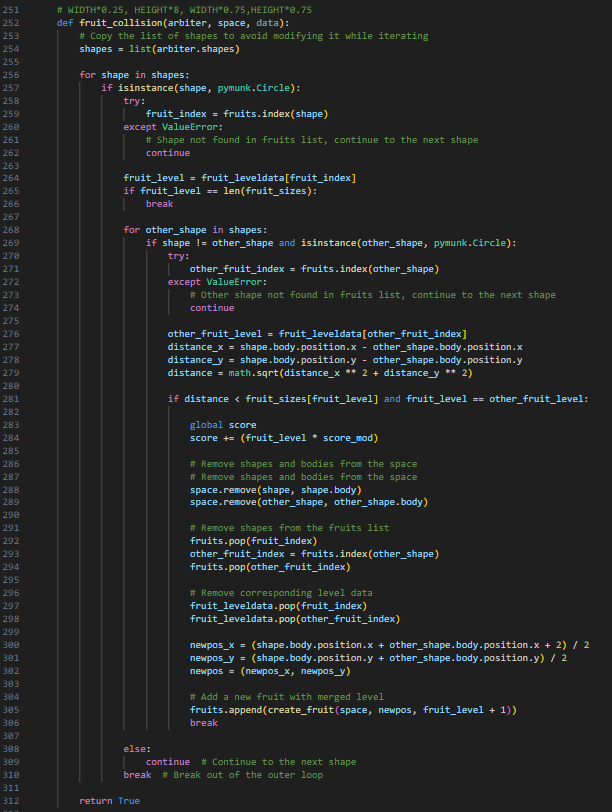 251 # WIDTH*0.25, HEIGHT*8, WIDTH*0.75,HEIGHT*0.75
252 def fruit_collision(arbiter, space, data):
253 # Copy the list of shapes to avoid modifying it while iterating
254 shapes = list(arbiter.shapes)
255
256 for shape in shapes:
257 if isinstance(shape, pymunk.Circle):
258 try:
259 fruit_index = fruits.index(shape)
260 except ValueError:
261 # Shape not found in fruits list, continue to the next shape
262 continue
263
264 fruit_level = fruit_leveldata[fruit_index]
265 if fruit_level == len(fruit_sizes):
266 break
267
268 for other_shape in shapes:
269 if shape != other_shape and isinstance(other_shape, pymunk.Circle):
270 try:
271 other_fruit_index = fruits.index(other_shape)
272 except ValueError:
273 # Other shape not found in fruits list, continue to the next shape
274 continue
275
276 other_fruit_level = fruit_leveldata[other_fruit_index]
277 distance_x = shape.body.position.x - other_shape.body.position.x
278 distance_y = shape.body.position.y - other_shape.body.position.y
279 distance = math.sqrt(distance_x ** 2 + distance_y ** 2)
280
281 if distance < fruit_sizes[fruit_level] and fruit_level == other_fruit_level:
282
283 global score
284 score += (fruit_level * score_mod)
285
286 # Remove shapes and bodies from the space
287 # Remove shapes and bodies from the space
288 space.remove(shape, shape.body)
289 space.remove(other_shape, other_shape.body)
290
291 # Remove shapes from the fruits list
292 fruits.pop(fruit_index)
293 other_fruit_index = fruits.index(other_shape)
294 fruits.pop(other_fruit_index)
295
296 # Remove corresponding level data
297 fruit_leveldata.pop(fruit_index)
298 fruit_leveldata.pop(other_fruit_index)
299
300 newpos_x = (shape.body.position.x + other_shape.body.position.x + 2) / 2
301 newpos_y = (shape.body.position.y + other_shape.body.position.y) / 2
302 newpos = (newpos_x, newpos_y)
303
304 # Add a new fruit with merged level
305 fruits.append(create_fruit(space, newpos, fruit_level + 1))
306 break
307
308 else:
309 continue # Continue to the next shape
310 break # Break out of the outer loop
311
312 return True